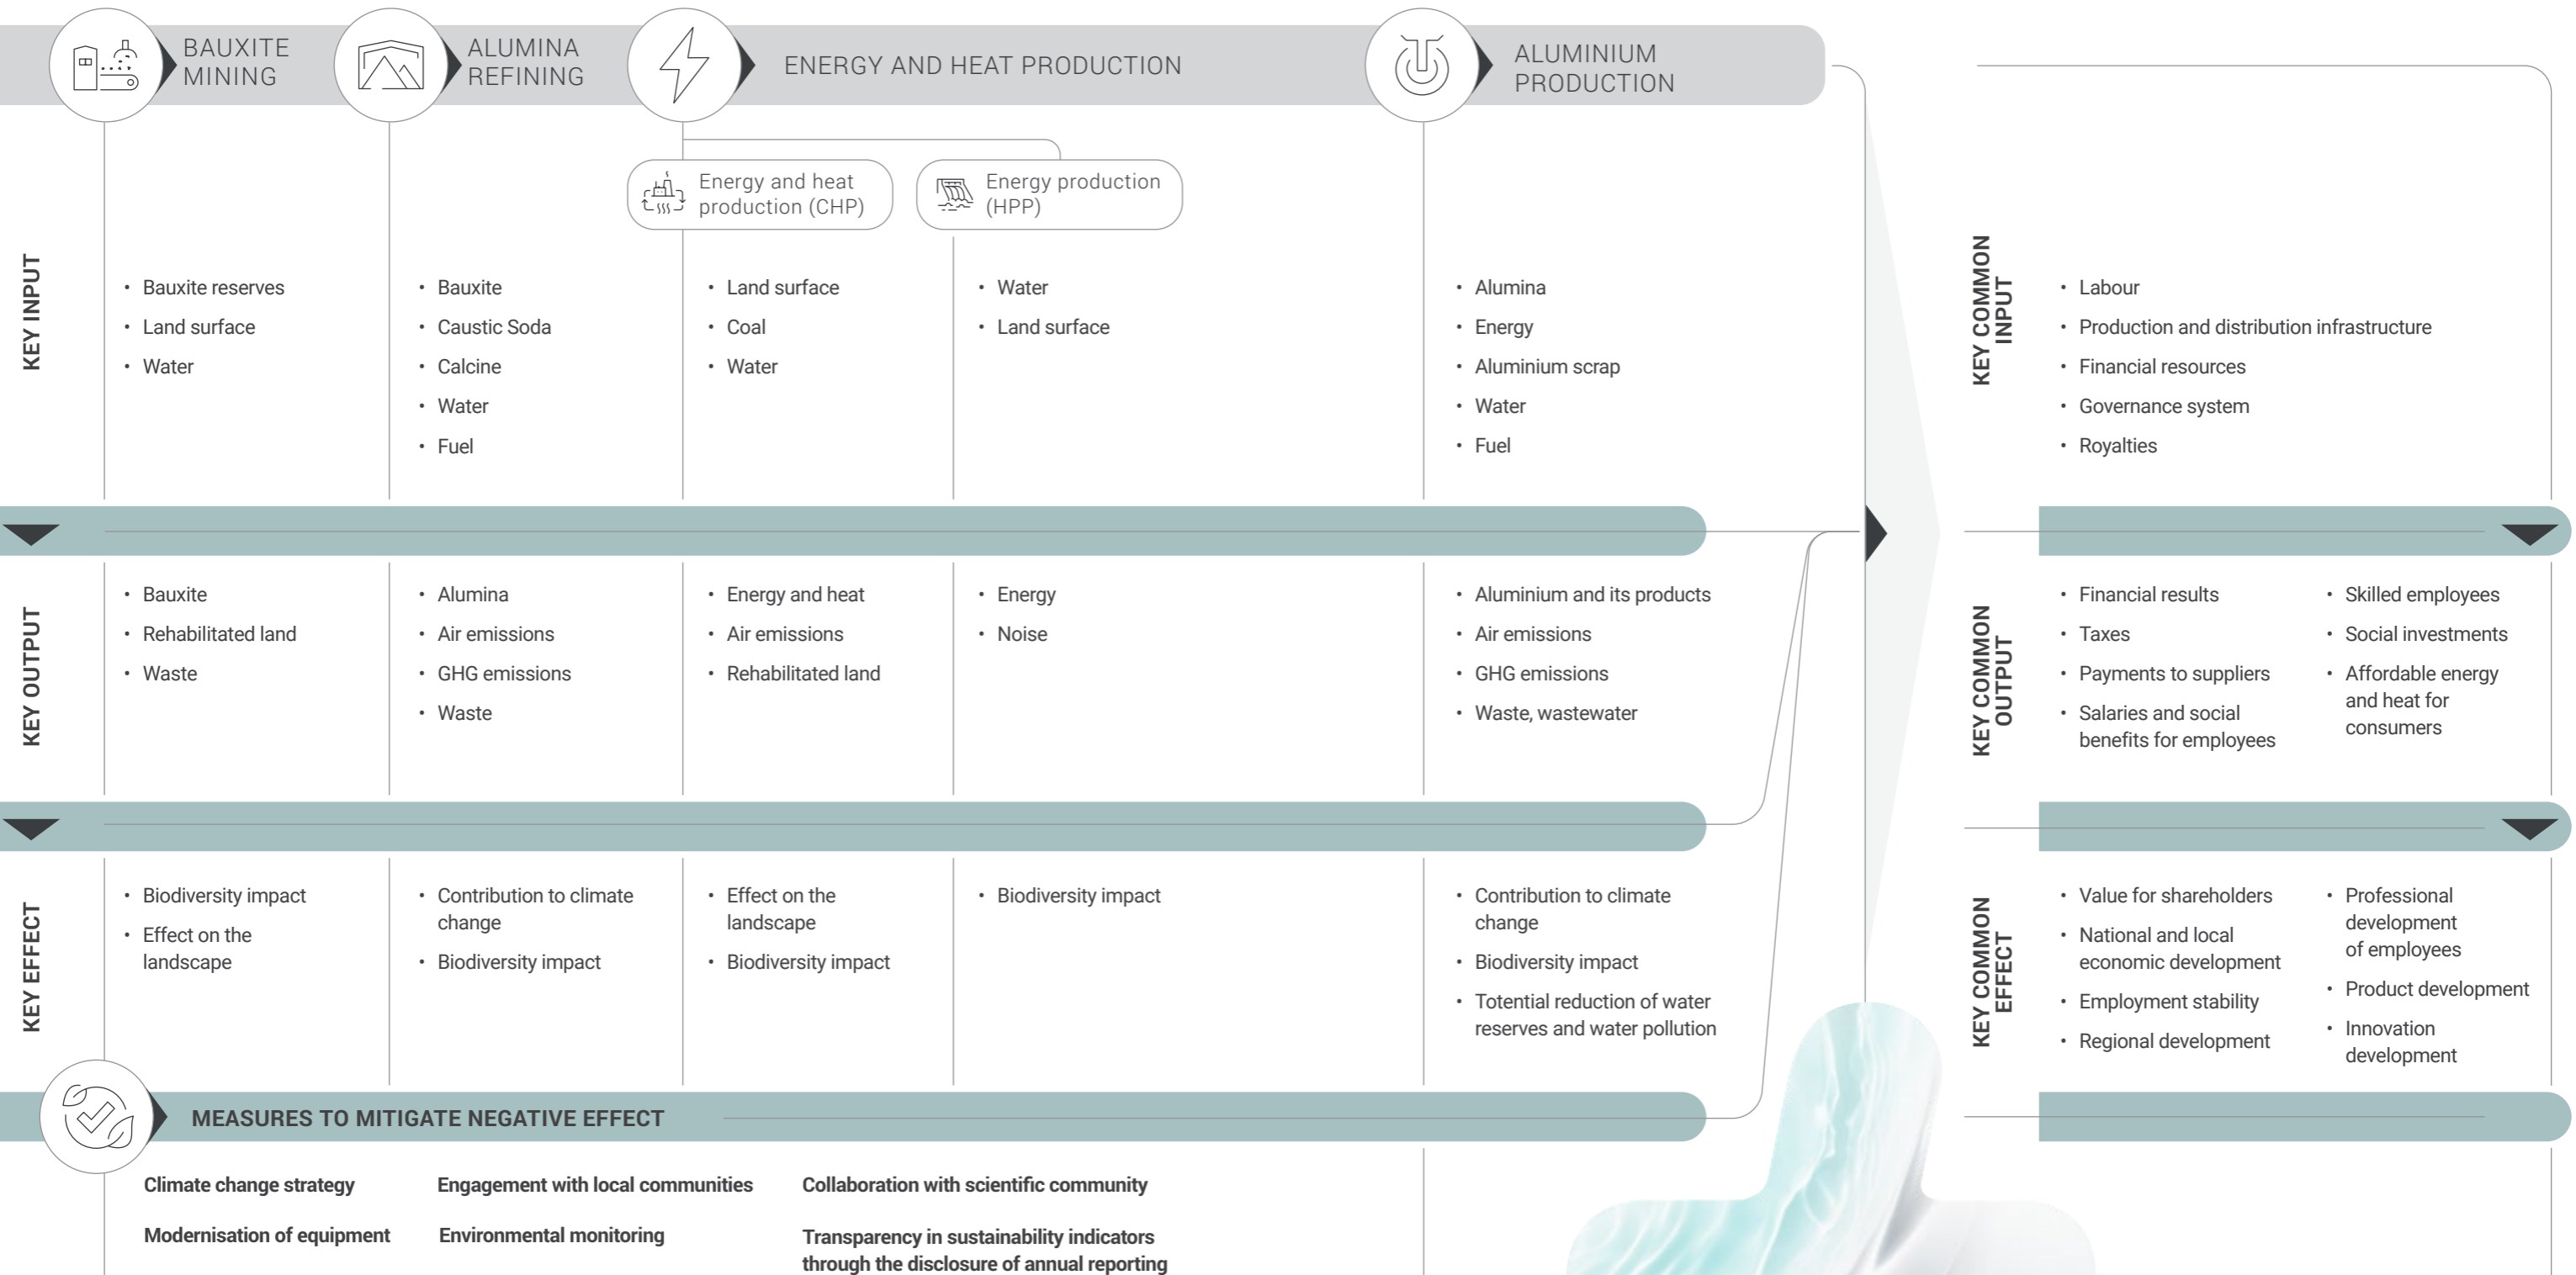 BAUXITE
MINING
ALUMINA
REFINING
ENERGY AND HEAT PRODUCTION
ALUMINIUM
PRODUCTION
Energy and heat
production (CHP)
Energy production
(HPP)
KEY INPUT
• Bauxite reserves
• Land surface
• Water
• Bauxite
• Caustic Soda
• Calcine
• Water
• Fuel
• Land surface
• Coal
• Water
• Water
• Land surface
• Alumina
• Energy
• Aluminium scrap
• Water
• Fuel
KEY COMMON
INPUT
• Labour
• Production and distribution infrastructure
• Financial resources
• Governance system
• Royalties
KEY OUTPUT
• Bauxite
• Rehabilitated land
• Waste
• Alumina
• Air emissions
• GHG emissions
• Waste
• Energy and heat
• Air emissions
• Rehabilitated land
• Energy
• Noise
• Aluminium and its products
• Air emissions
• GHG emissions
• Waste, wastewater
KEY COMMON
OUTPUT
• Financial results
• Taxes
• Payments to suppliers
• Salaries and social
benefits for employees
• Skilled employees
• Social investments
• Affordable energy
and heat for
consumers
KEY EFFECT
• Biodiversity impact
• Effect on the
landscape
• Contribution to climate
change
• Biodiversity impact
• Effect on the
landscape
• Biodiversity impact
• Biodiversity impact
• Contribution to climate
change
• Biodiversity impact
• Totential reduction of water
reserves and water pollution
KEY COMMON
EFFECT
• Value for shareholders
• National and local
economic development
• Employment stability
• Regional development
• Professional
development
of employees
• Product development
• Innovation
development
MEASURES TO MITIGATE NEGATIVE EFFECT
Climate change strategy
Modernisation of equipment
Engagement with local communities
Environmental monitoring
Collaboration with scientific community
Transparency in sustainability indicators
through the disclosure of annual reporting